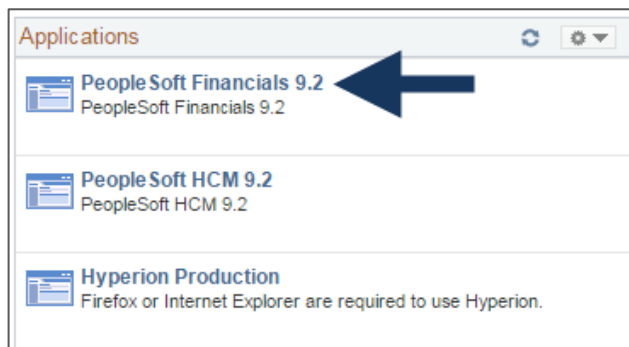 Applications
PeopleSoft Financials 9.2
PeopleSoft Financials 9.2
PeopleSoft HCM 9.2
PeopleSoft HCM 9.2
Hyperion Production
Firefox or Internet Explorer are required to use Hyperion.